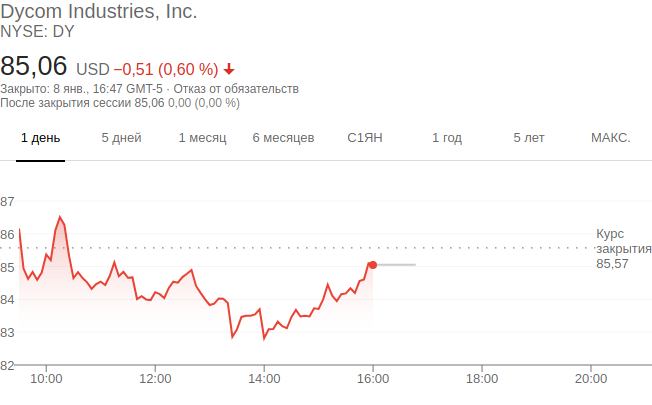 Dycom Industries, Inc.
NYSE: DY
85,06 USD −0,51 (0,60 %)
Закрыто: 8 янв., 16:47 GMT-5 · Отказ от обязательств
После закрытия сессии 85,06 0,00 (0,00 %)
1 день 5 дней 1 месяц 6 месяцев С1ЯН 1 год 5 лет МАКС.
87
86
85
84
83
82
Курс
закрытия
85,57
10:00 12:00 14:00 16:00 18:00 20:00